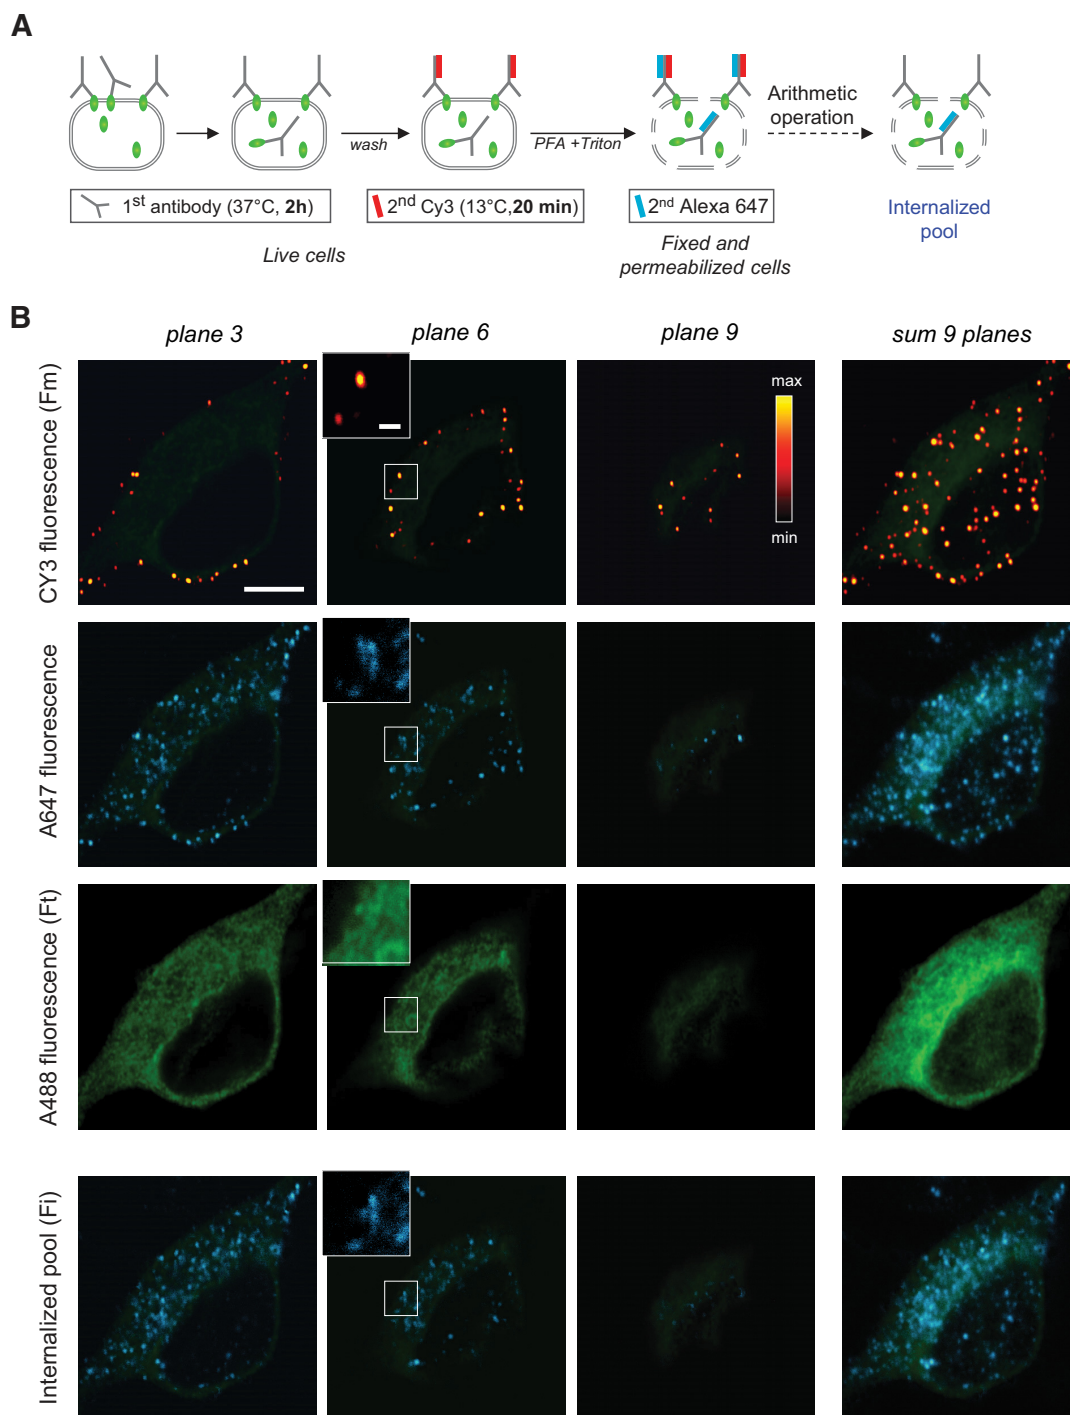 A
Arithmetic
operation
wash
PFA +Triton
1st antibody (37°C, 2h)
2nd Cy3 (13°C,20 min)
2nd Alexa 647
Internalized
pool
Live cells
Fixed and
permeabilized cells
B
plane 3
plane 6
plane 9
sum 9 planes
CY3 fluorescence (Fm)
max
min
A647 fluorescence
A488 fluorescence (Ft)
Internalized pool (Fi)